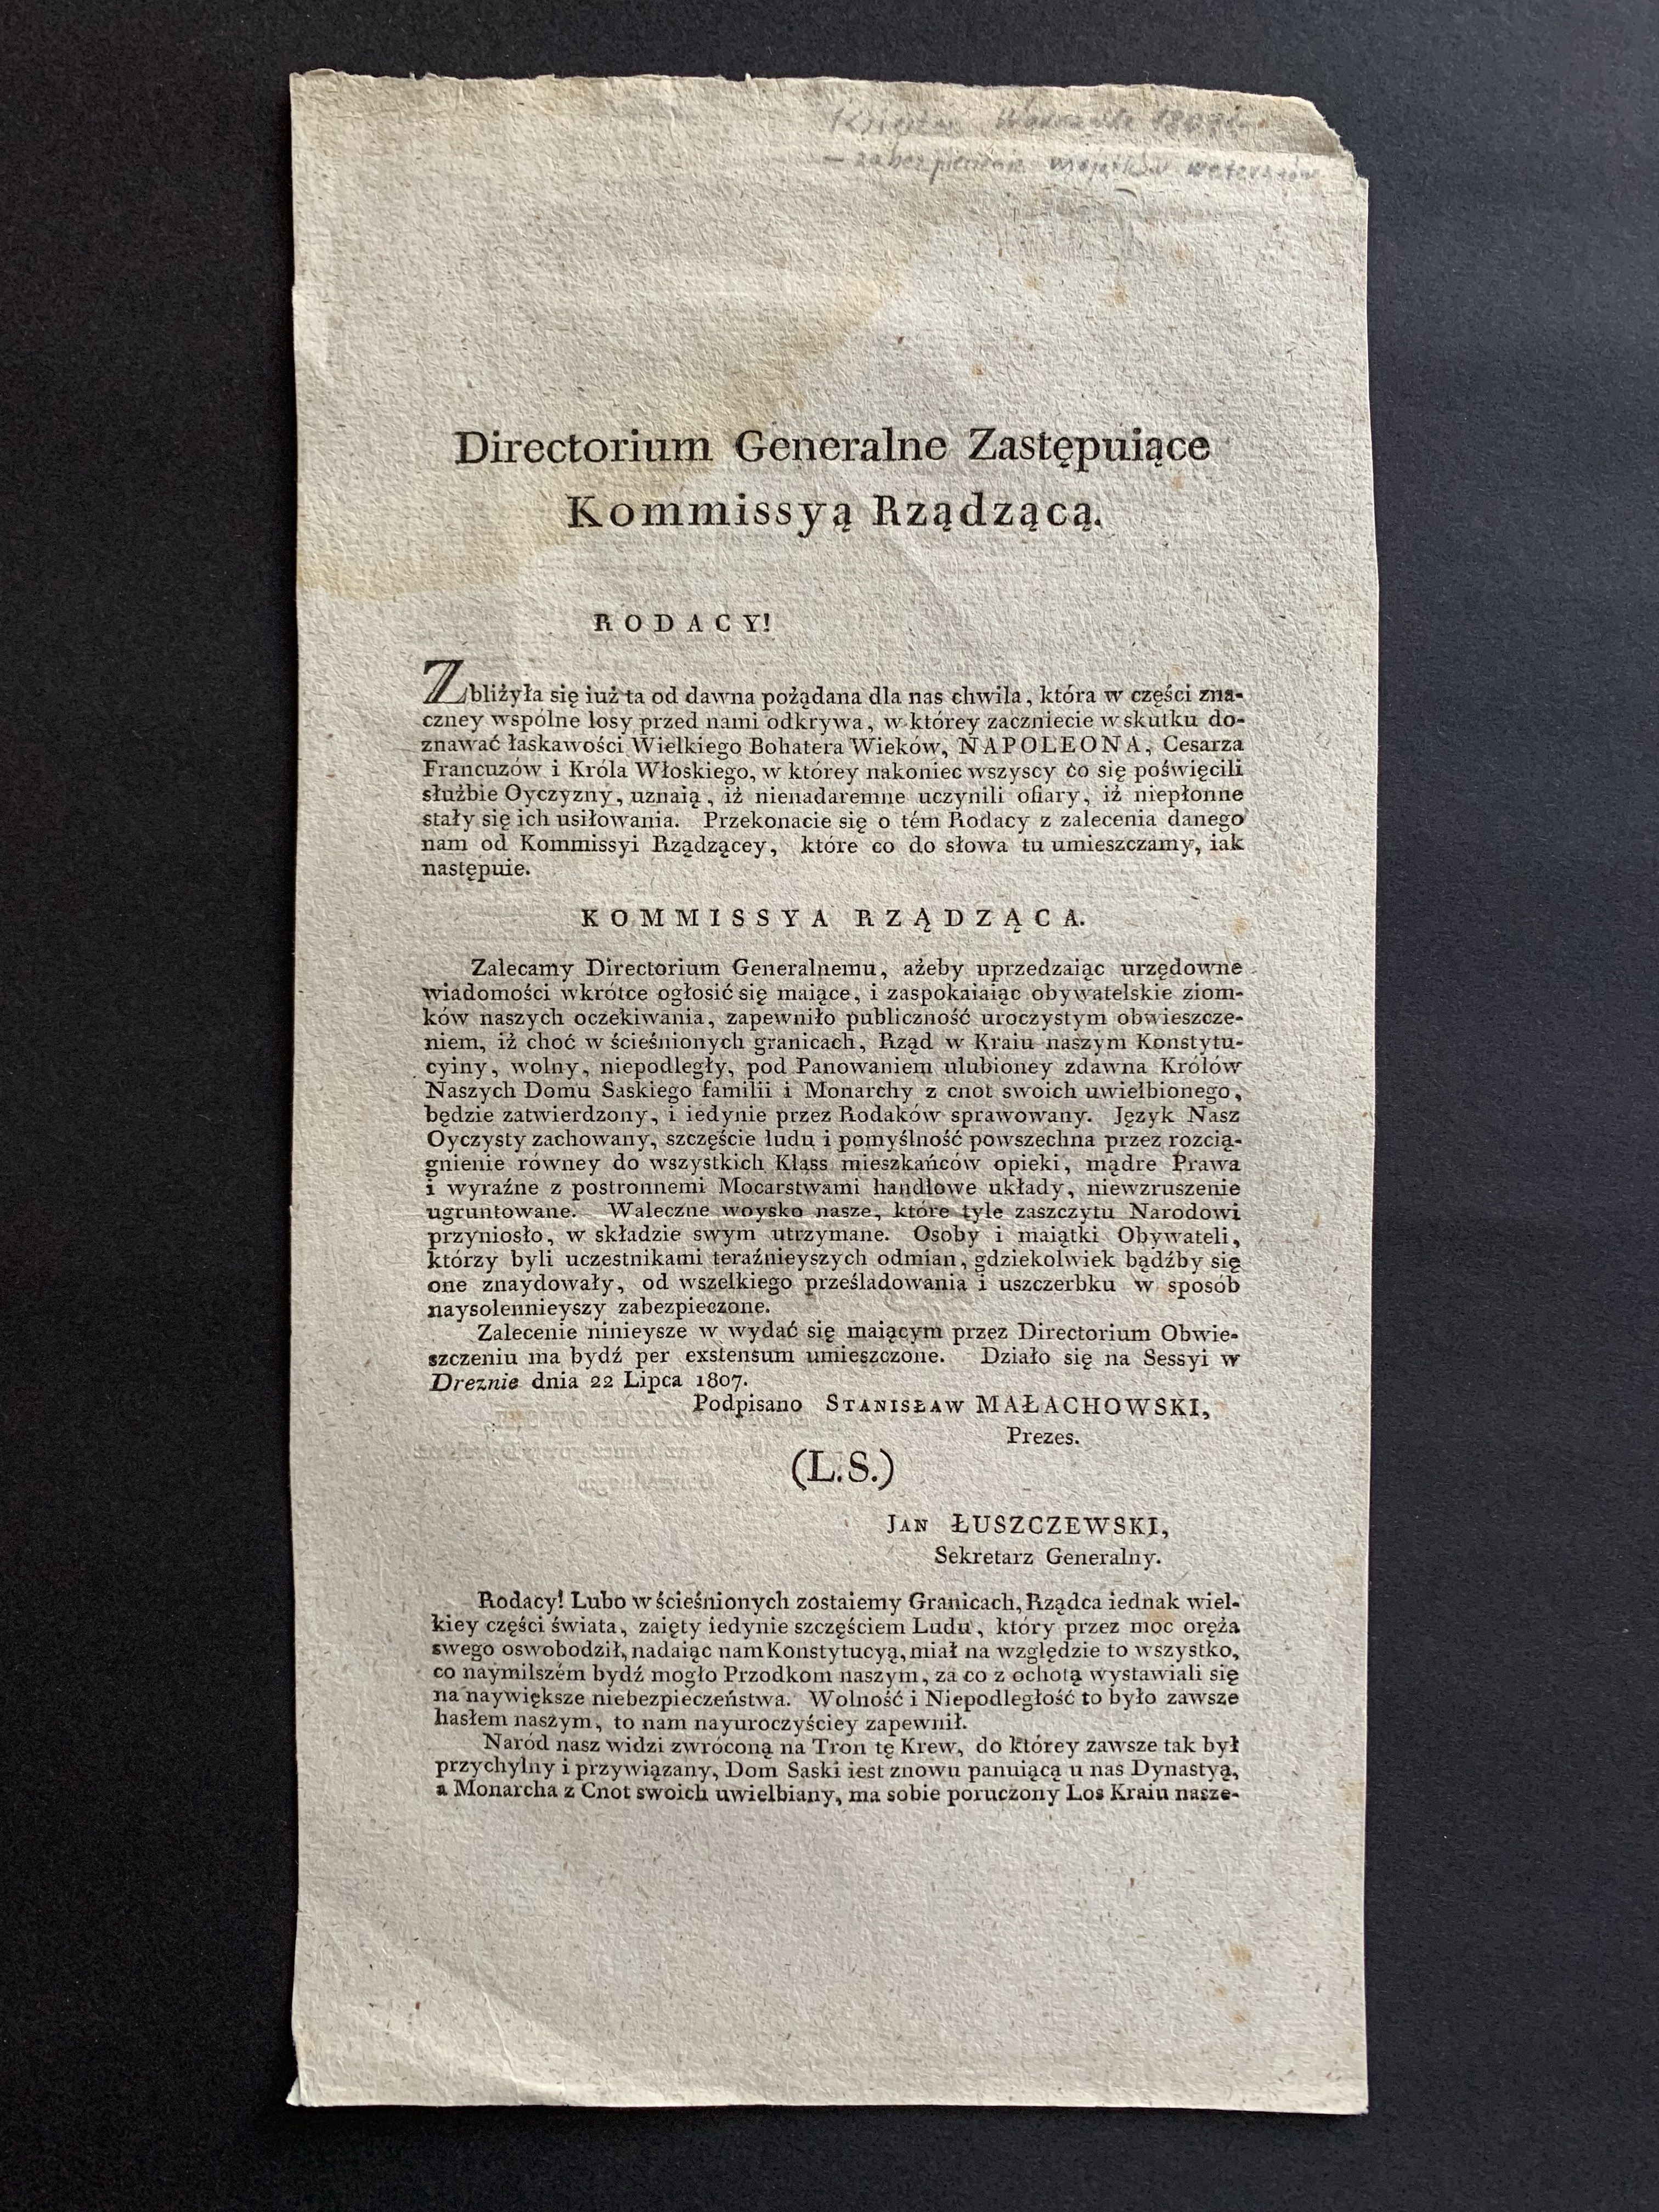 Księstwo Warszawskie 1807 r.
— zabezpieczenie majątków weteranów
Directorium Generalne Zastępuiące
Kommissyą Rządzącą.
RODACY!
Zbliżyła się iuż ta od dawna pożądana dla nas chwila, która w części zna-
czney wspólne losy przed nami odkrywa, w którey zaczniecie w skutku do-
znawać łaskawości Wielkiego Bohatera Wieków, NAPOLEONA, Cesarza
Francuzów i Króla Włoskiego, w którey nakoniec wszyscy co się poświęcili
służbie Oyczyzny, uznaią, iż nienadaremne uczynili ofiary, iż niepłonne
stały się ich usiłowania. Przekonacie się o tém Rodacy z zalecenia danego
nam od Kommissyi Rządzącey, które co do słowa tu umieszczamy, iak
następuie.
KOMMISSYA RZĄDZĄCA.
Zalecamy Directorium Generalnemu, ażeby uprzedzaiąc urzędowne
wiadomości wkrótce ogłosić się maiące, i zaspokaiaiąc obywatelskie ziom-
ków naszych oczekiwania, zapewniło publiczność uroczystym obwieszcze-
niem, iż choć w ścieśnionych granicach, Rząd w Kraiu naszym Konstytu-
cyiny, wolny, niepodległy, pod Panowaniem ulubioney zdawna Królów
Naszych Domu Saskiego familii i Monarchy z cnot swoich uwielbionego,
będzie zatwierdzony, i iedynie przez Rodaków sprawowany. Język Nasz
Oyczysty zachowany, szczęście ludu i pomyślność powszechna przez rozcią-
gnienie równey do wszystkich Klass mieszkańców opieki, mądre Prawa
i wyraźne z postronnemi Mocarstwami handlowe układy, niewzruszenie
ugruntowane. Waleczne woysko nasze, które tyle zaszczytu Narodowi
przyniosło, w składzie swym utrzymane. Osoby i maiątki Obywateli,
którzy byli uczestnikami teraźnieyszych odmian, gdziekolwiek bądźby się
one znaydowały, od wszelkiego prześladowania i uszczerbku w sposób
naysolennieyszy zabezpieczone.
Zalecenie ninieysze w wydać się maiącym przez Directorium Obwie-
szczeniu ma bydź per exstensum umieszczone. Działo się na Sessyi w
Dreznie dnia 22 Lipca 1807.
Podpisano STANISŁAW MAŁACHOWSKI,
Prezes.
(L.S.)
JAN ŁUSZCZEWSKI,
Sekretarz Generalny.
Rodacy! Lubo w ścieśnionych zostaiemy Granicach, Rządca iednak wiel-
kiey części świata, zaięty iedynie szczęściem Ludu, który przez moc oręża
swego oswobodził, nadaiąc nam Konstytucyą, miał na względzie to wszystko,
co naymilszém bydź mogło Przodkom naszym, za co z ochotą wystawiali się
na naywiększe niebezpieczeństwa. Wolność i Niepodległość to było zawsze
hasłem naszym, to nam nayuroczyściey zapewnił.
Naród nasz widzi zwróconą na Tron tę Krew, do którey zawsze tak był
przychylny i przywiązany, Dom Saski iest znowu panuiącą u nas Dynastyą,
a Monarcha z Cnot swoich uwielbiany, ma sobie poruczony Los Kraiu nasze-